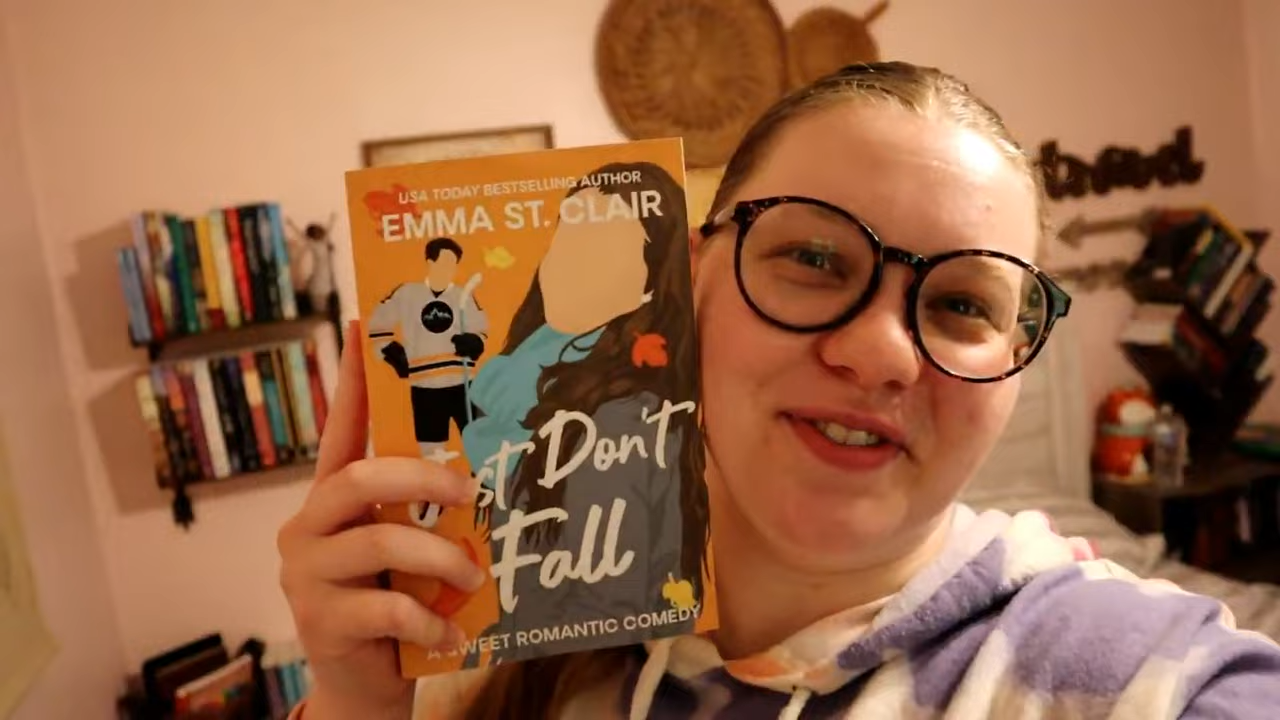 USA TODAY BESTSELLING AUTHOR
EMMA ST. CLAIR
Don't
Fall
A SWEET ROMANTIC COMEDY